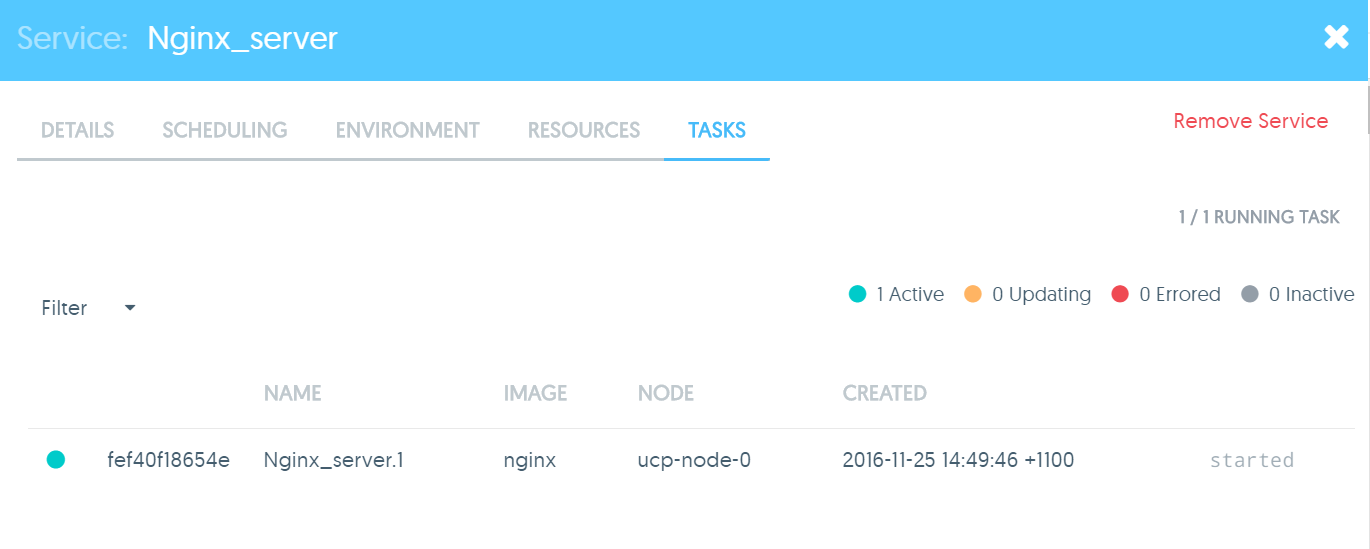 Service: Nginx_server
DETAILS SCHEDULING ENVIRONMENT RESOURCES TASKS
Remove Service
1 / 1 RUNNING TASK
1 Active 0 Updating 0 Errored 0 Inactive
Filter
NAME IMAGE NODE CREATED
fef40f18654e Nginx_server.1 nginx ucp-node-0 2016-11-25 14:49:46 +1100 started